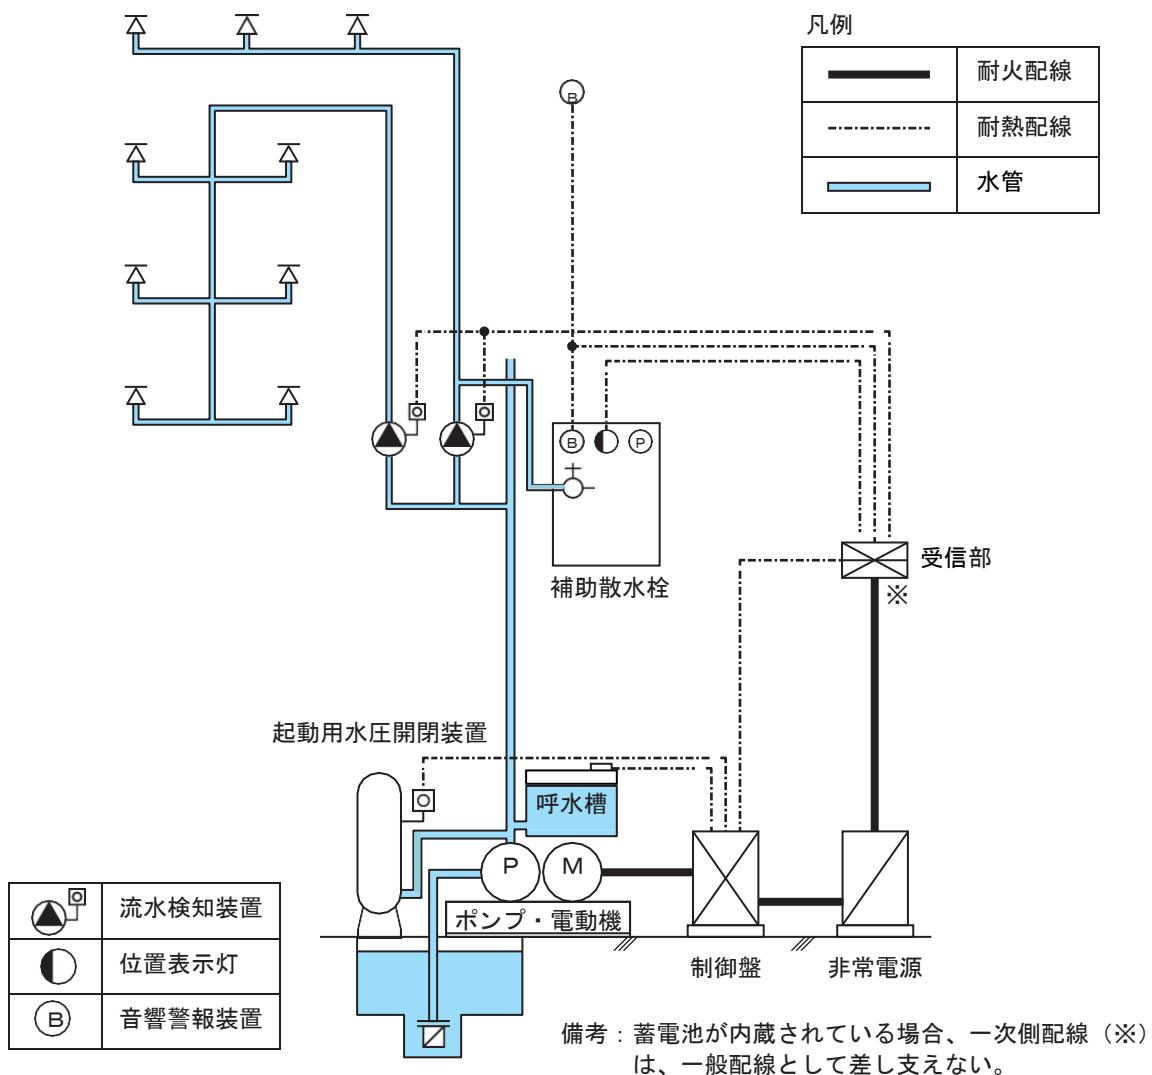 凡例
耐火配線
耐熱配線
水管
B
B
P
補助散水栓
受信部
※
起動用水圧開閉装置
呼水槽
P
M
ポンプ・電動機
制御盤
非常電源
流水検知装置
位置表示灯
B
音響警報装置
備考：蓄電池が内蔵されている場合、一次側配線（※）
は、一般配線として差し支えない。